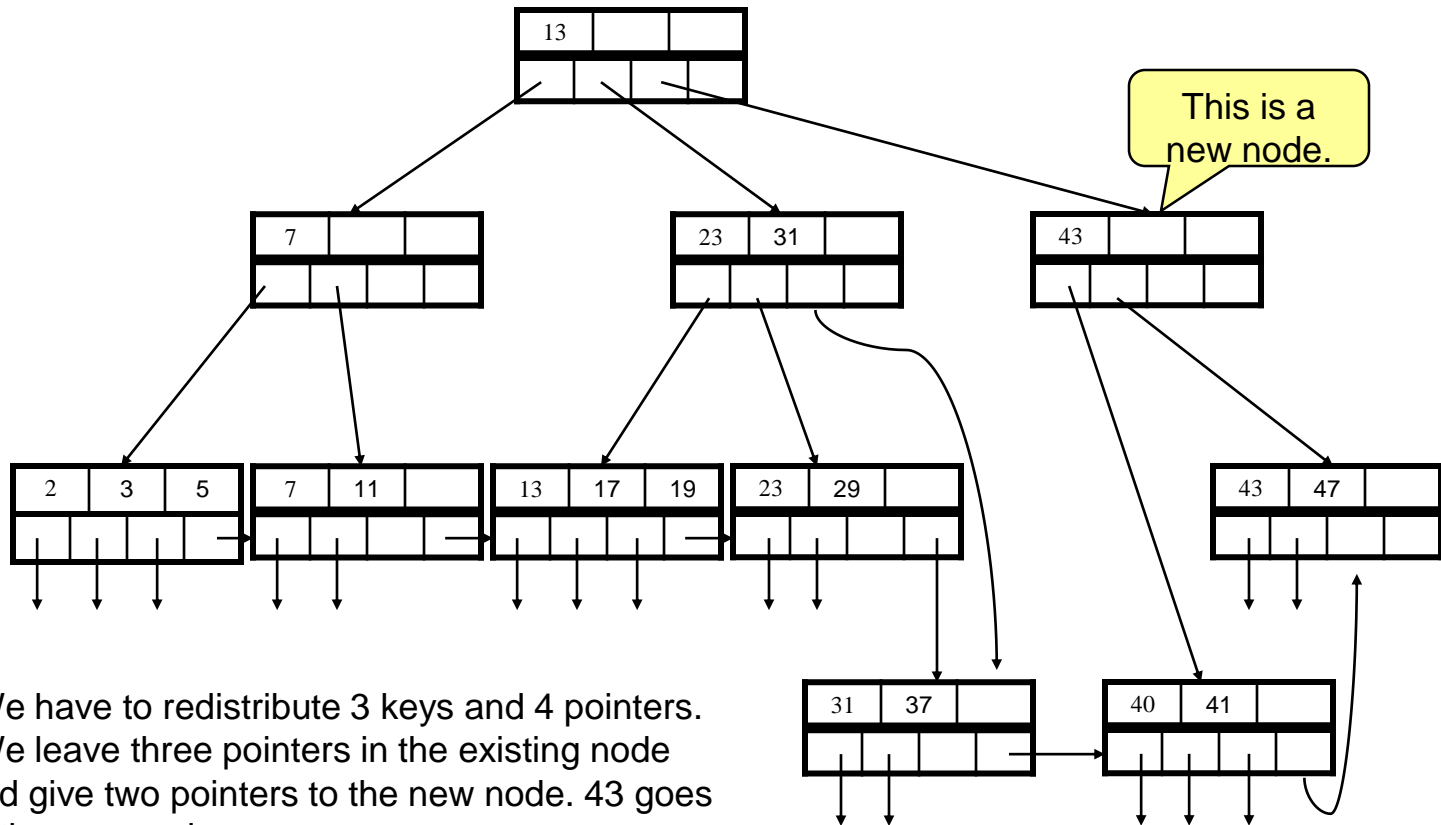 13
This is a
new node.
7
23 31
43
2 3 5
7 11
13 17 19
23 29
43 47
31 37
40 41
e have to redistribute 3 keys and 4 pointers.
e leave three pointers in the existing node
d give two pointers to the new node. 43 goes